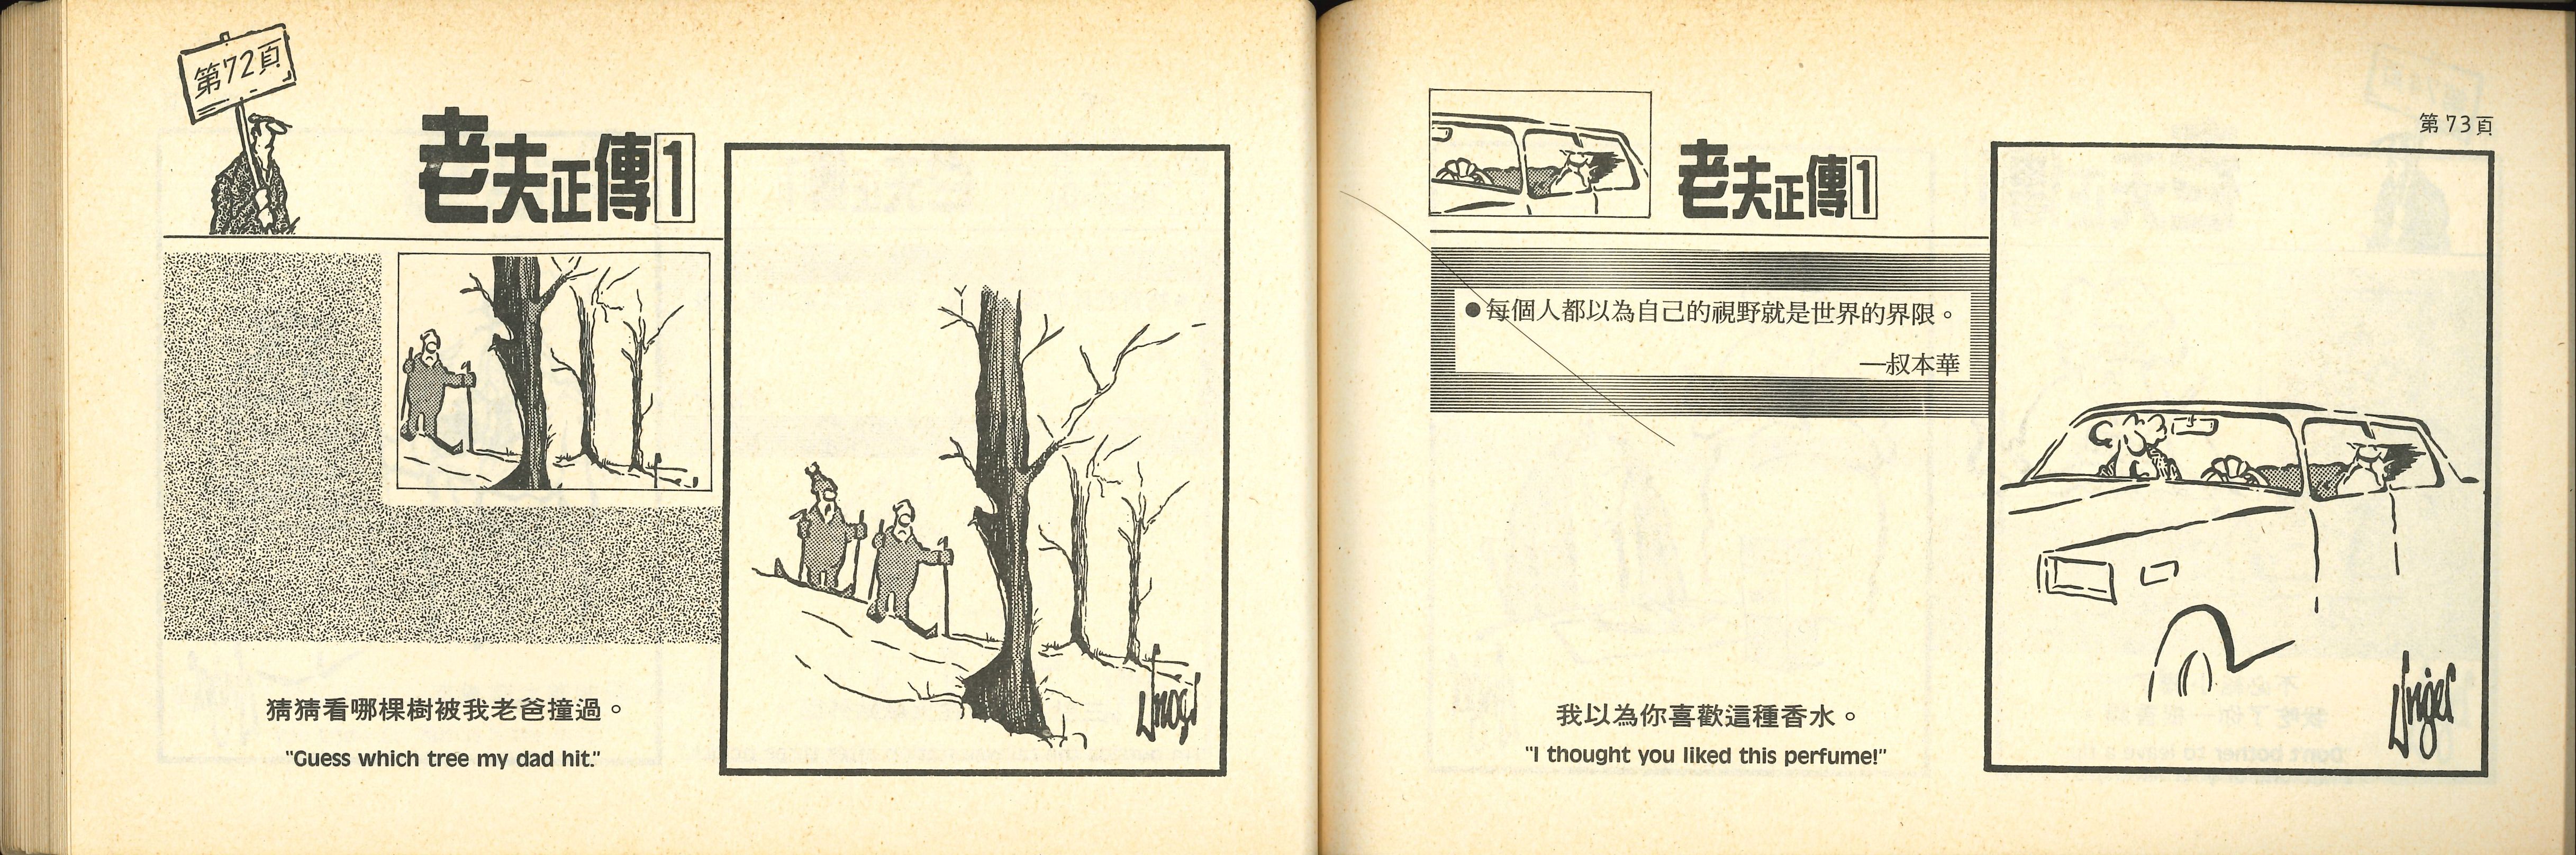 第72頁
老夫正傳1
猜猜看哪棵樹被我老爸撞過。
"Guess which tree my dad hit."
Unger
老夫正傳1
第73頁
●每個人都以為自己的視野就是世界的界限。
—叔本華
我以為你喜歡這種香水。
"I thought you liked this perfume!"
Unger